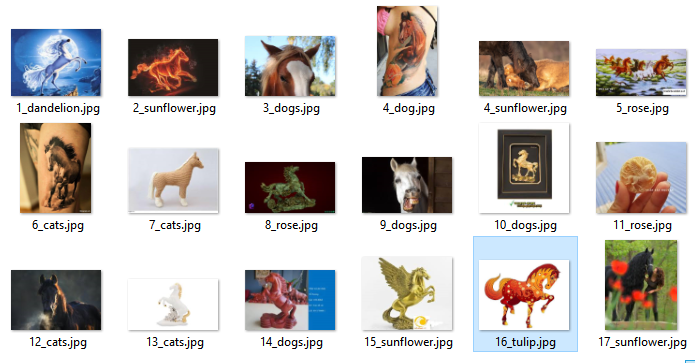 1_dandelion.jpg
2_sunflower.jpg
3_dogs.jpg
4_dog.jpg
4_sunflower.jpg
5_rose.jpg
6_cats.jpg
7_cats.jpg
8_rose.jpg
9_dogs.jpg
10_dogs.jpg
11_rose.jpg
12_cats.jpg
13_cats.jpg
14_dogs.jpg
15_sunflower.jpg
16_tulip.jpg
17_sunflower.jpg